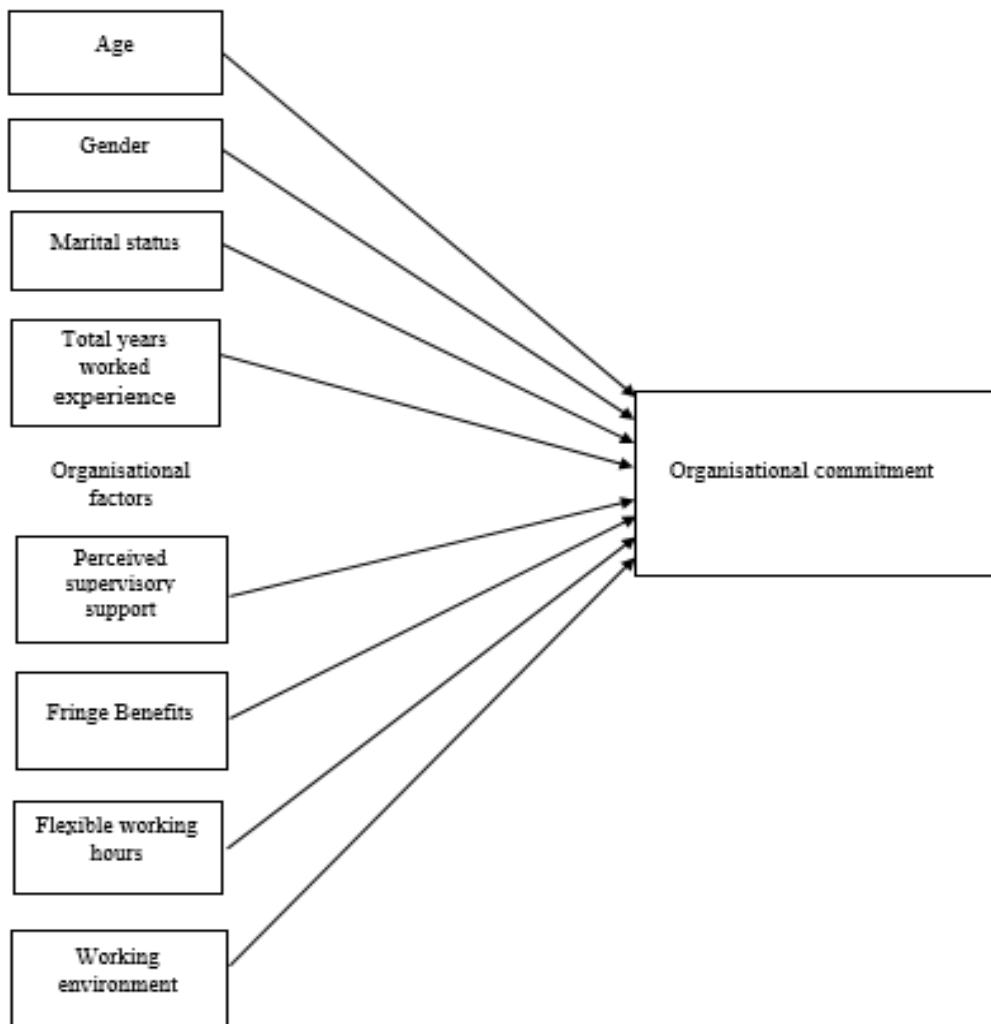 Age
Gender
Marital status
Total years
worked
experience
Organisational
factors
Perceived
supervisory
support
Fringe Benefits
Flexible working
hours
Working
environment
Organisational commitment